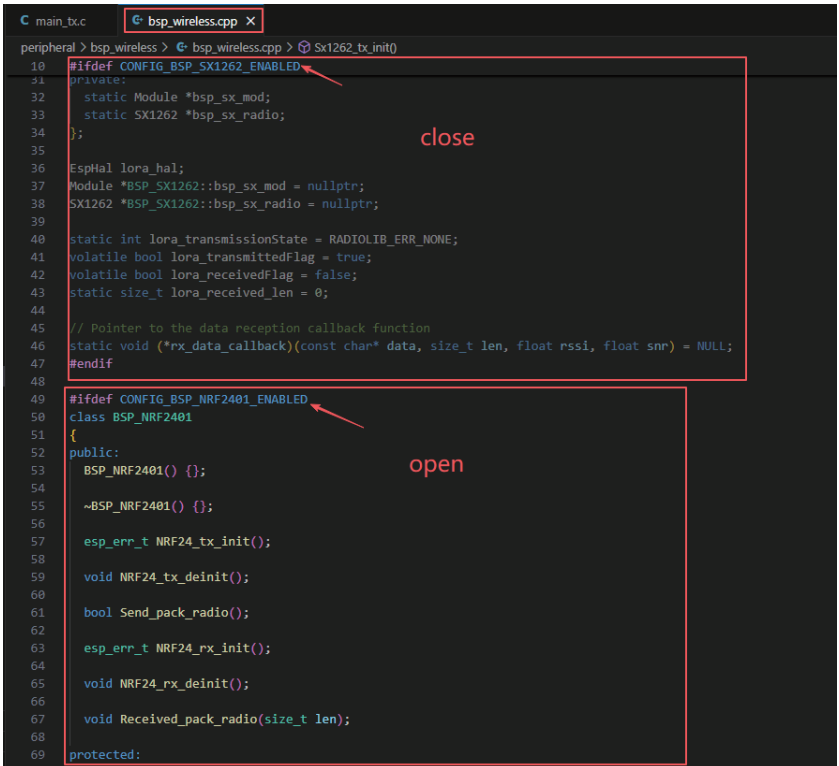 main_tx.c bsp_wireless.cpp
peripheral > bsp_wireless > bsp_wireless.cpp > Sx1262_tx_init()
10 #ifdef CONFIG_BSP_SX1262_ENABLED
31 private:
32 static Module *bsp_sx_mod;
33 static SX1262 *bsp_sx_radio;
34 };
close
35
36 EspHal lora_hal;
37 Module *BSP_SX1262::bsp_sx_mod = nullptr;
38 SX1262 *BSP_SX1262::bsp_sx_radio = nullptr;
39
40 static int lora_transmissionState = RADIOLIB_ERR_NONE;
41 volatile bool lora_transmittedFlag = true;
42 volatile bool lora_receivedFlag = false;
43 static size_t lora_received_len = 0;
44
45 // Pointer to the data reception callback function
46 static void (*rx_data_callback)(const char* data, size_t len, float rssi, float snr) = NULL;
47 #endif
48
49 #ifdef CONFIG_BSP_NRF2401_ENABLED
50 class BSP_NRF2401
51 {
52 public:
53 BSP_NRF2401() {};
open
54
55 ~BSP_NRF2401() {};
56
57 esp_err_t NRF24_tx_init();
58
59 void NRF24_tx_deinit();
60
61 bool Send_pack_radio();
62
63 esp_err_t NRF24_rx_init();
64
65 void NRF24_rx_deinit();
66
67 void Received_pack_radio(size_t len);
68
69 protected: